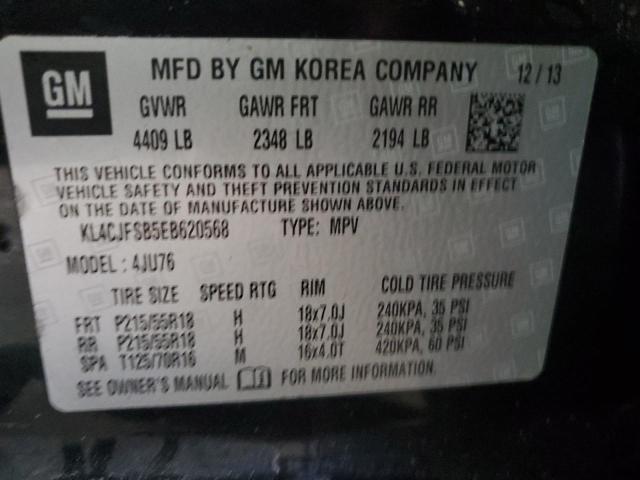 GM
MFD BY GM KOREA COMPANY 12/13
GVWR GAWR FRT GAWR RR
4409 LB 2348 LB 2194 LB
THIS VEHICLE CONFORMS TO ALL APPLICABLE U.S. FEDERAL MOTOR
VEHICLE SAFETY AND THEFT PREVENTION STANDARDS IN EFFECT
ON THE DATE OF MANUFACTURE SHOWN ABOVE.
KL4CJFSB5EB620568 TYPE: MPV
MODEL: 4JU76
TIRE SIZE SPEED RTG RIM COLD TIRE PRESSURE
FRT P215/55R18 H 18x7.0J 240KPA, 35 PSI
RR P215/55R18 H 18x7.0J 240KPA, 35 PSI
SPA T125/70R16 M 16x4.0T 420KPA, 60 PSI
SEE OWNER'S MANUAL FOR MORE INFORMATION.